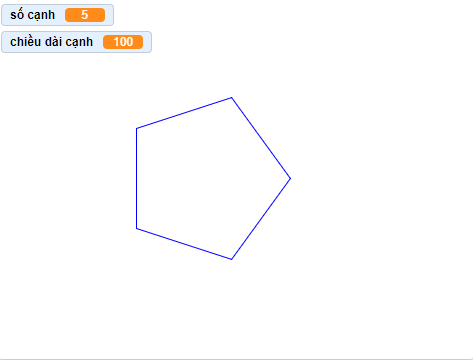 số cạnh 5
chiều dài cạnh 100